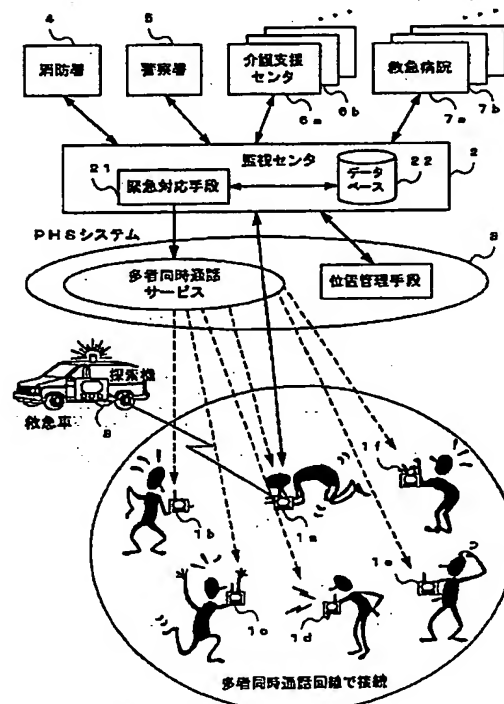 4
5
・・・
・・・
消防署
警察署
介護支援
センタ
救急病院
6a
6b
7a
7b
監視センタ
21
緊急対応手段
データ
ベース
22
2
PHSシステム
3
多者同時通話
サービス
位置管理手段
探索機
救急車
8
1f
1b
1a
1e
1c
1d
多者同時通話回線で接続